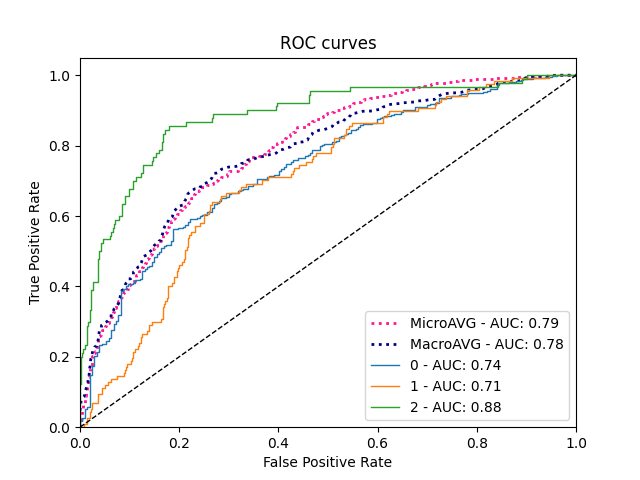 ROC curves
True Positive Rate
1.0
0.8
0.6
0.4
0.2
0.0
MicroAVG - AUC: 0.79
MacroAVG - AUC: 0.78
0 - AUC: 0.74
1 - AUC: 0.71
2 - AUC: 0.88
0.0 0.2 0.4 0.6 0.8 1.0
False Positive Rate